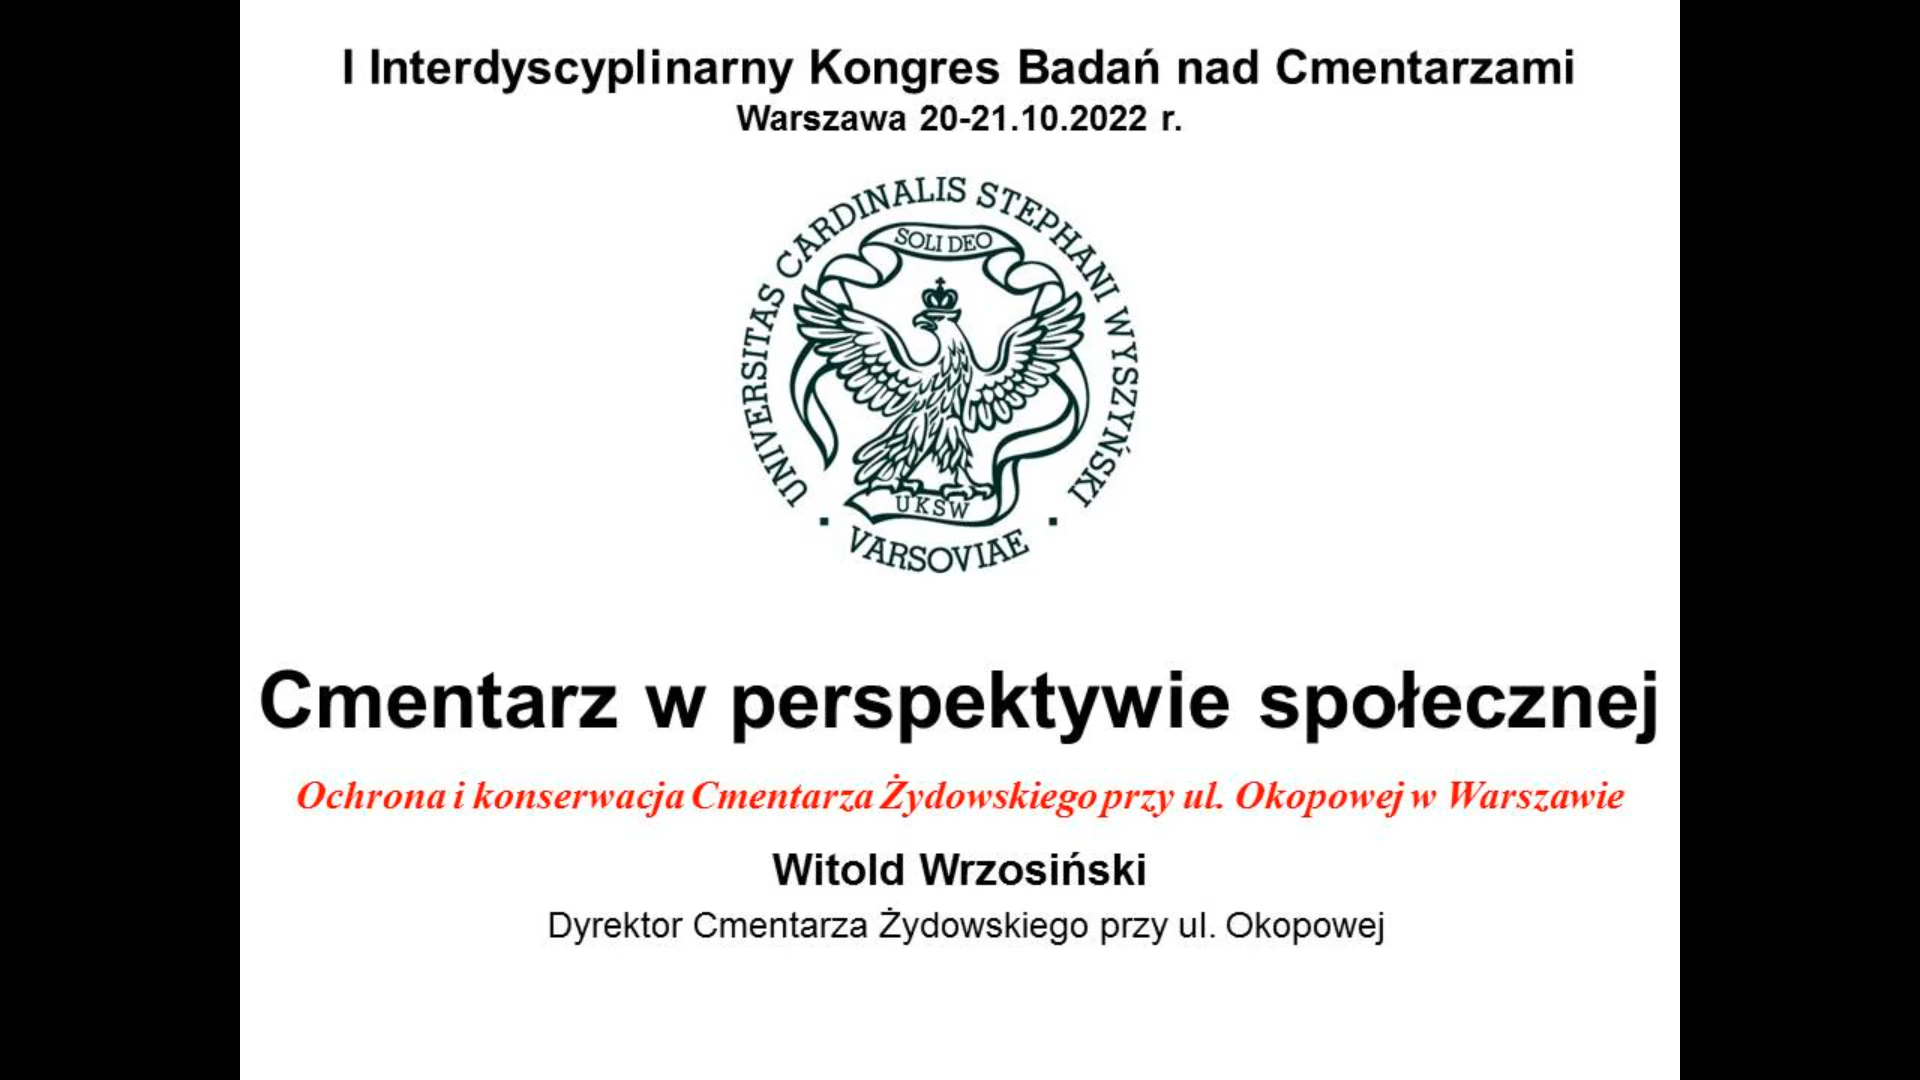 I Interdyscyplinarny Kongres Badań nad Cmentarzami
Warszawa 20-21.10.2022 r.
UNIVERSITAS CARDINALIS STEPHANI WYSZYŃSKI
SOLI DEO
UKSW
VARSOVIAE
Cmentarz w perspektywie społecznej
Ochrona i konserwacja Cmentarza Żydowskiego przy ul. Okopowej w Warszawie
Witold Wrzosiński
Dyrektor Cmentarza Żydowskiego przy ul. Okopowej